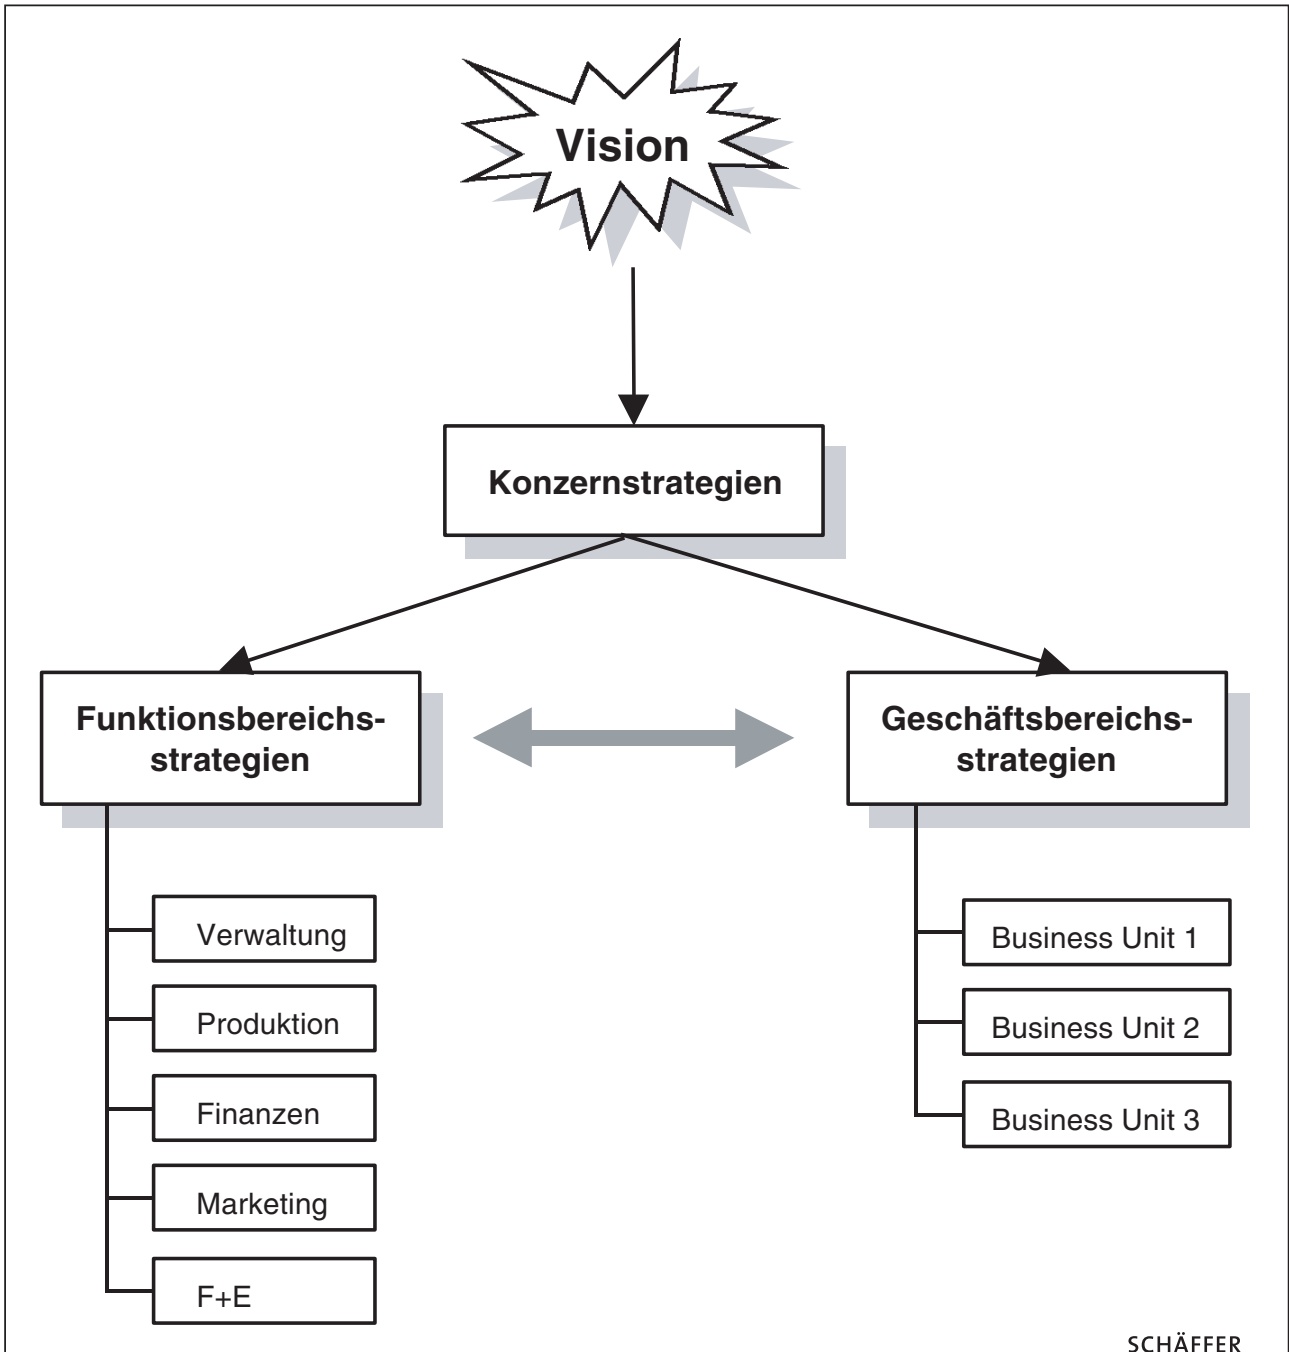 Vision
Konzernstrategien
Funktionsbereichs-
strategien
Geschäftsbereichs-
strategien
Verwaltung
Produktion
Finanzen
Marketing
F+E
Business Unit 1
Business Unit 2
Business Unit 3
SCHÄFFER